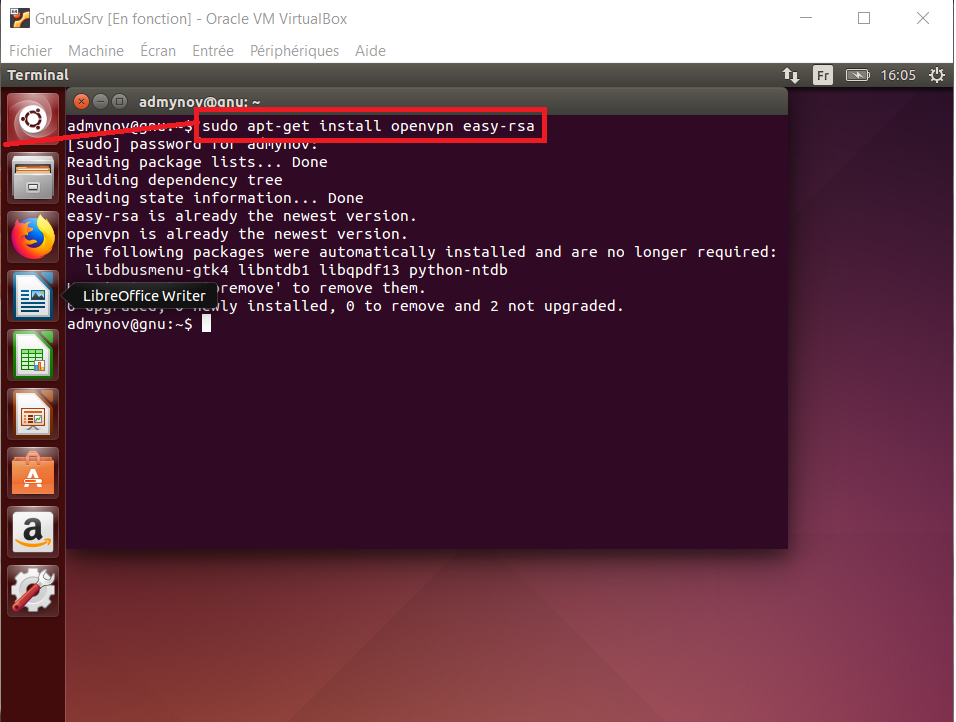 GnuLuxSrv [En fonction] - Oracle VM VirtualBox
Fichier Machine Écran Entrée Périphériques Aide
Terminal Fr 16:05
admynov@gnu: ~
admynov@gnu:~$ sudo apt-get install openvpn easy-rsa
[sudo] password for admynov:
Reading package lists... Done
Building dependency tree
Reading state information... Done
easy-rsa is already the newest version.
openvpn is already the newest version.
The following packages were automatically installed and are no longer required:
libdbusmenu-gtk4 libntdb1 libqpdf13 python-ntdb
remove' to remove them.
LibreOffice Writer
newly installed, 0 to remove and 2 not upgraded.
admynov@gnu:~$